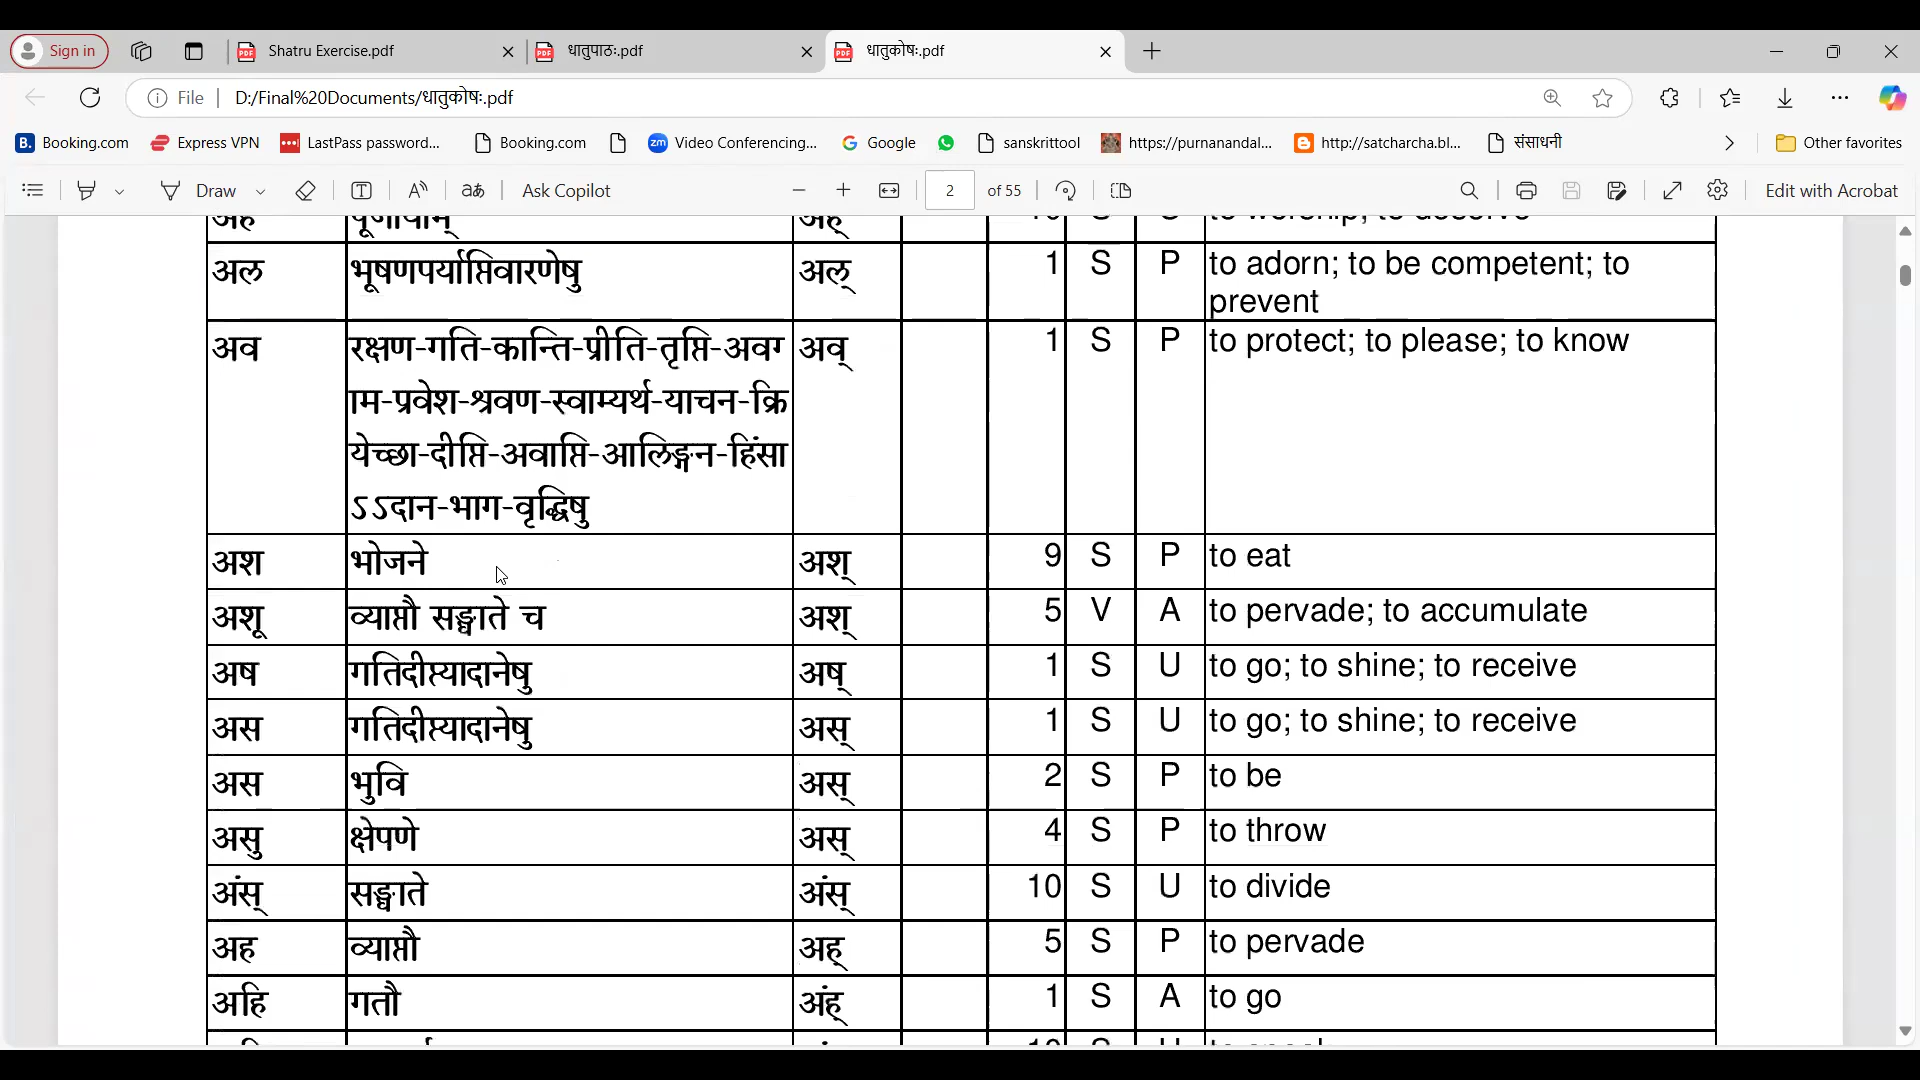 Sign in
Shatru Exercise.pdf
धातुपाठः.pdf
धातुकोषः.pdf
File
D:/Final%20Documents/धातुकोषः.pdf
Booking.com
Express VPN
LastPass password...
Booking.com
Video Conferencing...
Google
sanskrittool
https://purnanandal...
http://satcharcha.bl...
संसाधनी
Other favorites
Draw
Ask Copilot
2 of 55
Edit with Acrobat
अल भूषणपर्याप्तिवारणेषु अल् 1 S P to adorn; to be competent; to
prevent
अव रक्षण-गति-कान्ति-प्रीति-तृप्ति-अवग अव् 1 S P to protect; to please; to know
ाम-प्रवेश-श्रवण-स्वाम्यर्थ-याचन-क्रि
येच्छा-दीप्ति-अवाप्ति-आलिङ्गन-हिंसा
ऽऽदान-भाग-वृद्धिषु
अश भोजने अश् 9 S P to eat
अशू व्याप्तौ सङ्घाते च अश् 5 V A to pervade; to accumulate
अष गतिदीप्त्यादानेषु अष् 1 S U to go; to shine; to receive
अस गतिदीप्त्यादानेषु अस् 1 S U to go; to shine; to receive
अस भुवि अस् 2 S P to be
असु क्षेपणे अस् 4 S P to throw
अंस् सङ्घाते अंस् 10 S U to divide
अह व्याप्तौ अह् 5 S P to pervade
अहि गतौ अंह् 1 S A to go